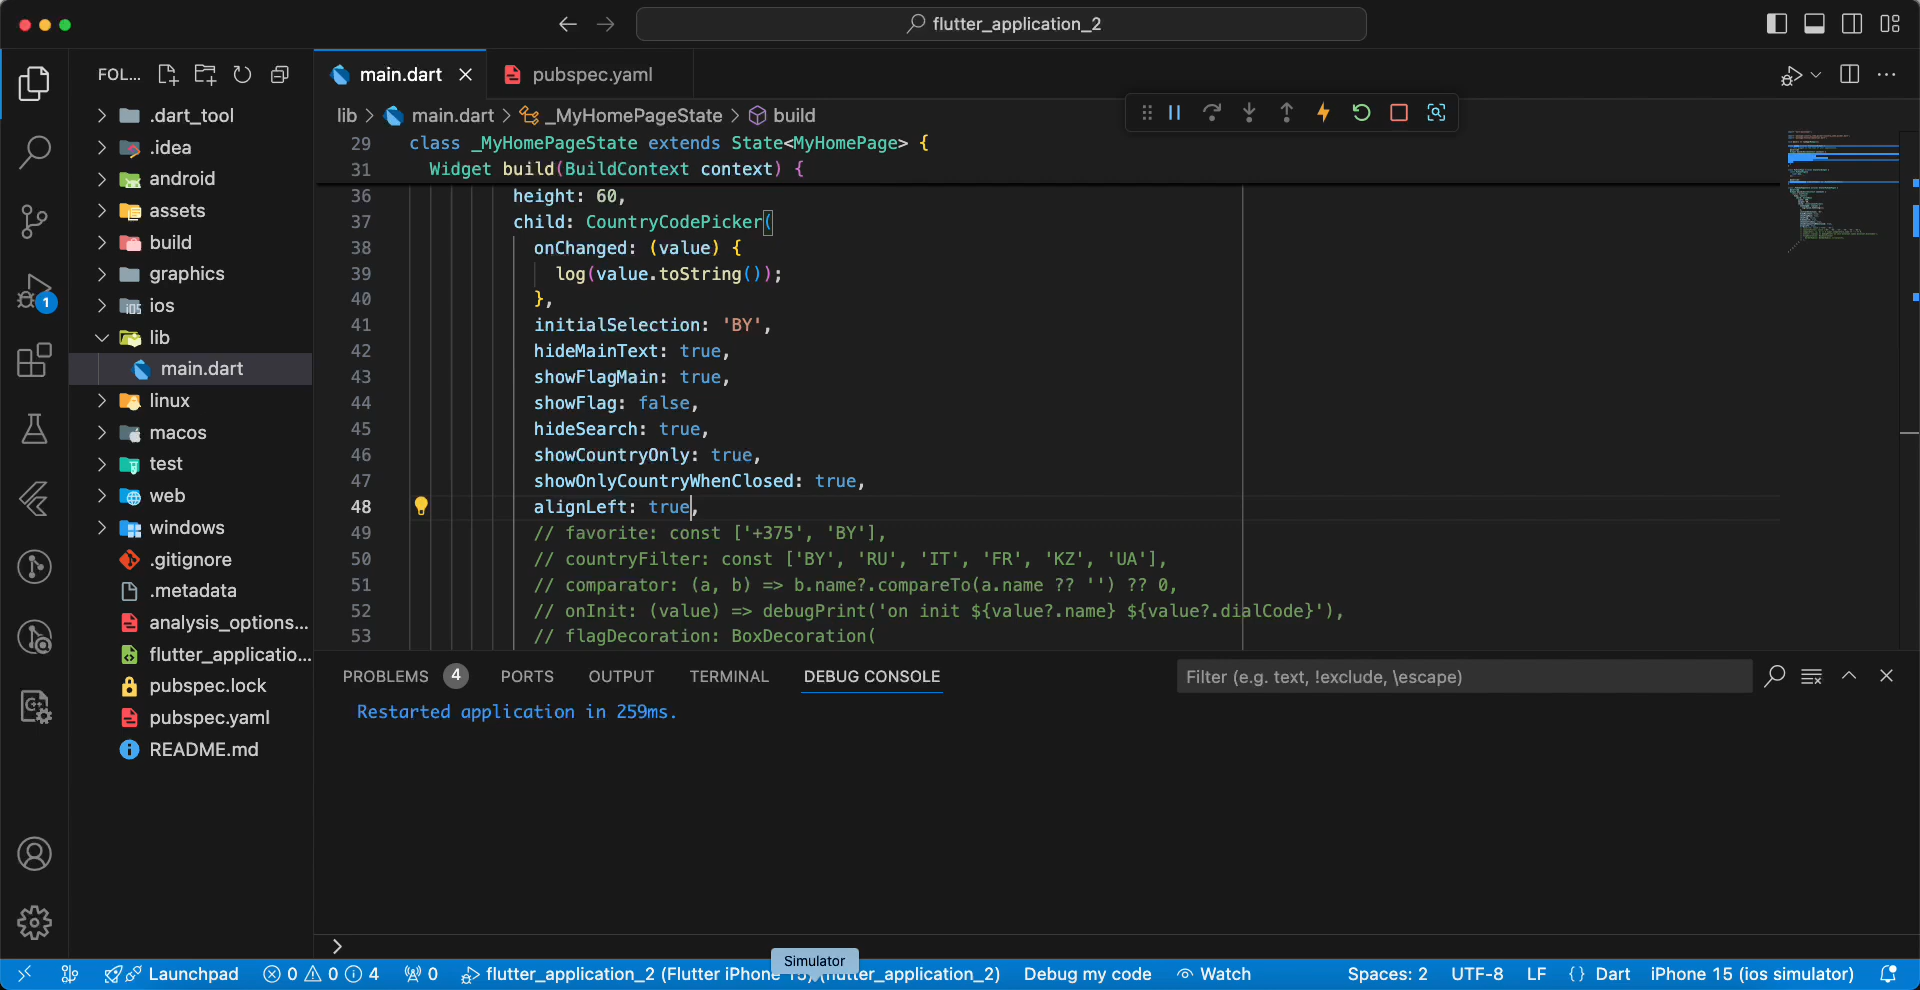 flutter_application_2
FOL...
main.dart
pubspec.yaml
lib > main.dart > _MyHomePageState > build
.dart_tool
.idea
android
assets
build
graphics
ios
lib
main.dart
linux
macos
test
web
windows
.gitignore
.metadata
analysis_options...
flutter_applicatio...
pubspec.lock
pubspec.yaml
README.md
1
29 class _MyHomePageState extends State<MyHomePage> {
31 Widget build(BuildContext context) {
36 height: 60,
37 child: CountryCodePicker(
38 onChanged: (value) {
39 log(value.toString());
40 },
41 initialSelection: 'BY',
42 hideMainText: true,
43 showFlagMain: true,
44 showFlag: false,
45 hideSearch: true,
46 showCountryOnly: true,
47 showOnlyCountryWhenClosed: true,
48 alignLeft: true,
49 // favorite: const ['+375', 'BY'],
50 // countryFilter: const ['BY', 'RU', 'IT', 'FR', 'KZ', 'UA'],
51 // comparator: (a, b) => b.name?.compareTo(a.name ?? '') ?? 0,
52 // onInit: (value) => debugPrint('on init ${value?.name} ${value?.dialCode}'),
53 // flagDecoration: BoxDecoration(
PROBLEMS 4 PORTS OUTPUT TERMINAL DEBUG CONSOLE Filter (e.g. text, !exclude, \escape)
Restarted application in 259ms.
>
Simulator
Launchpad 0 0 4 0 flutter_application_2 (Flutter iPhone 15) (flutter_application_2) Debug my code Watch Spaces: 2 UTF-8 LF {} Dart iPhone 15 (ios simulator)